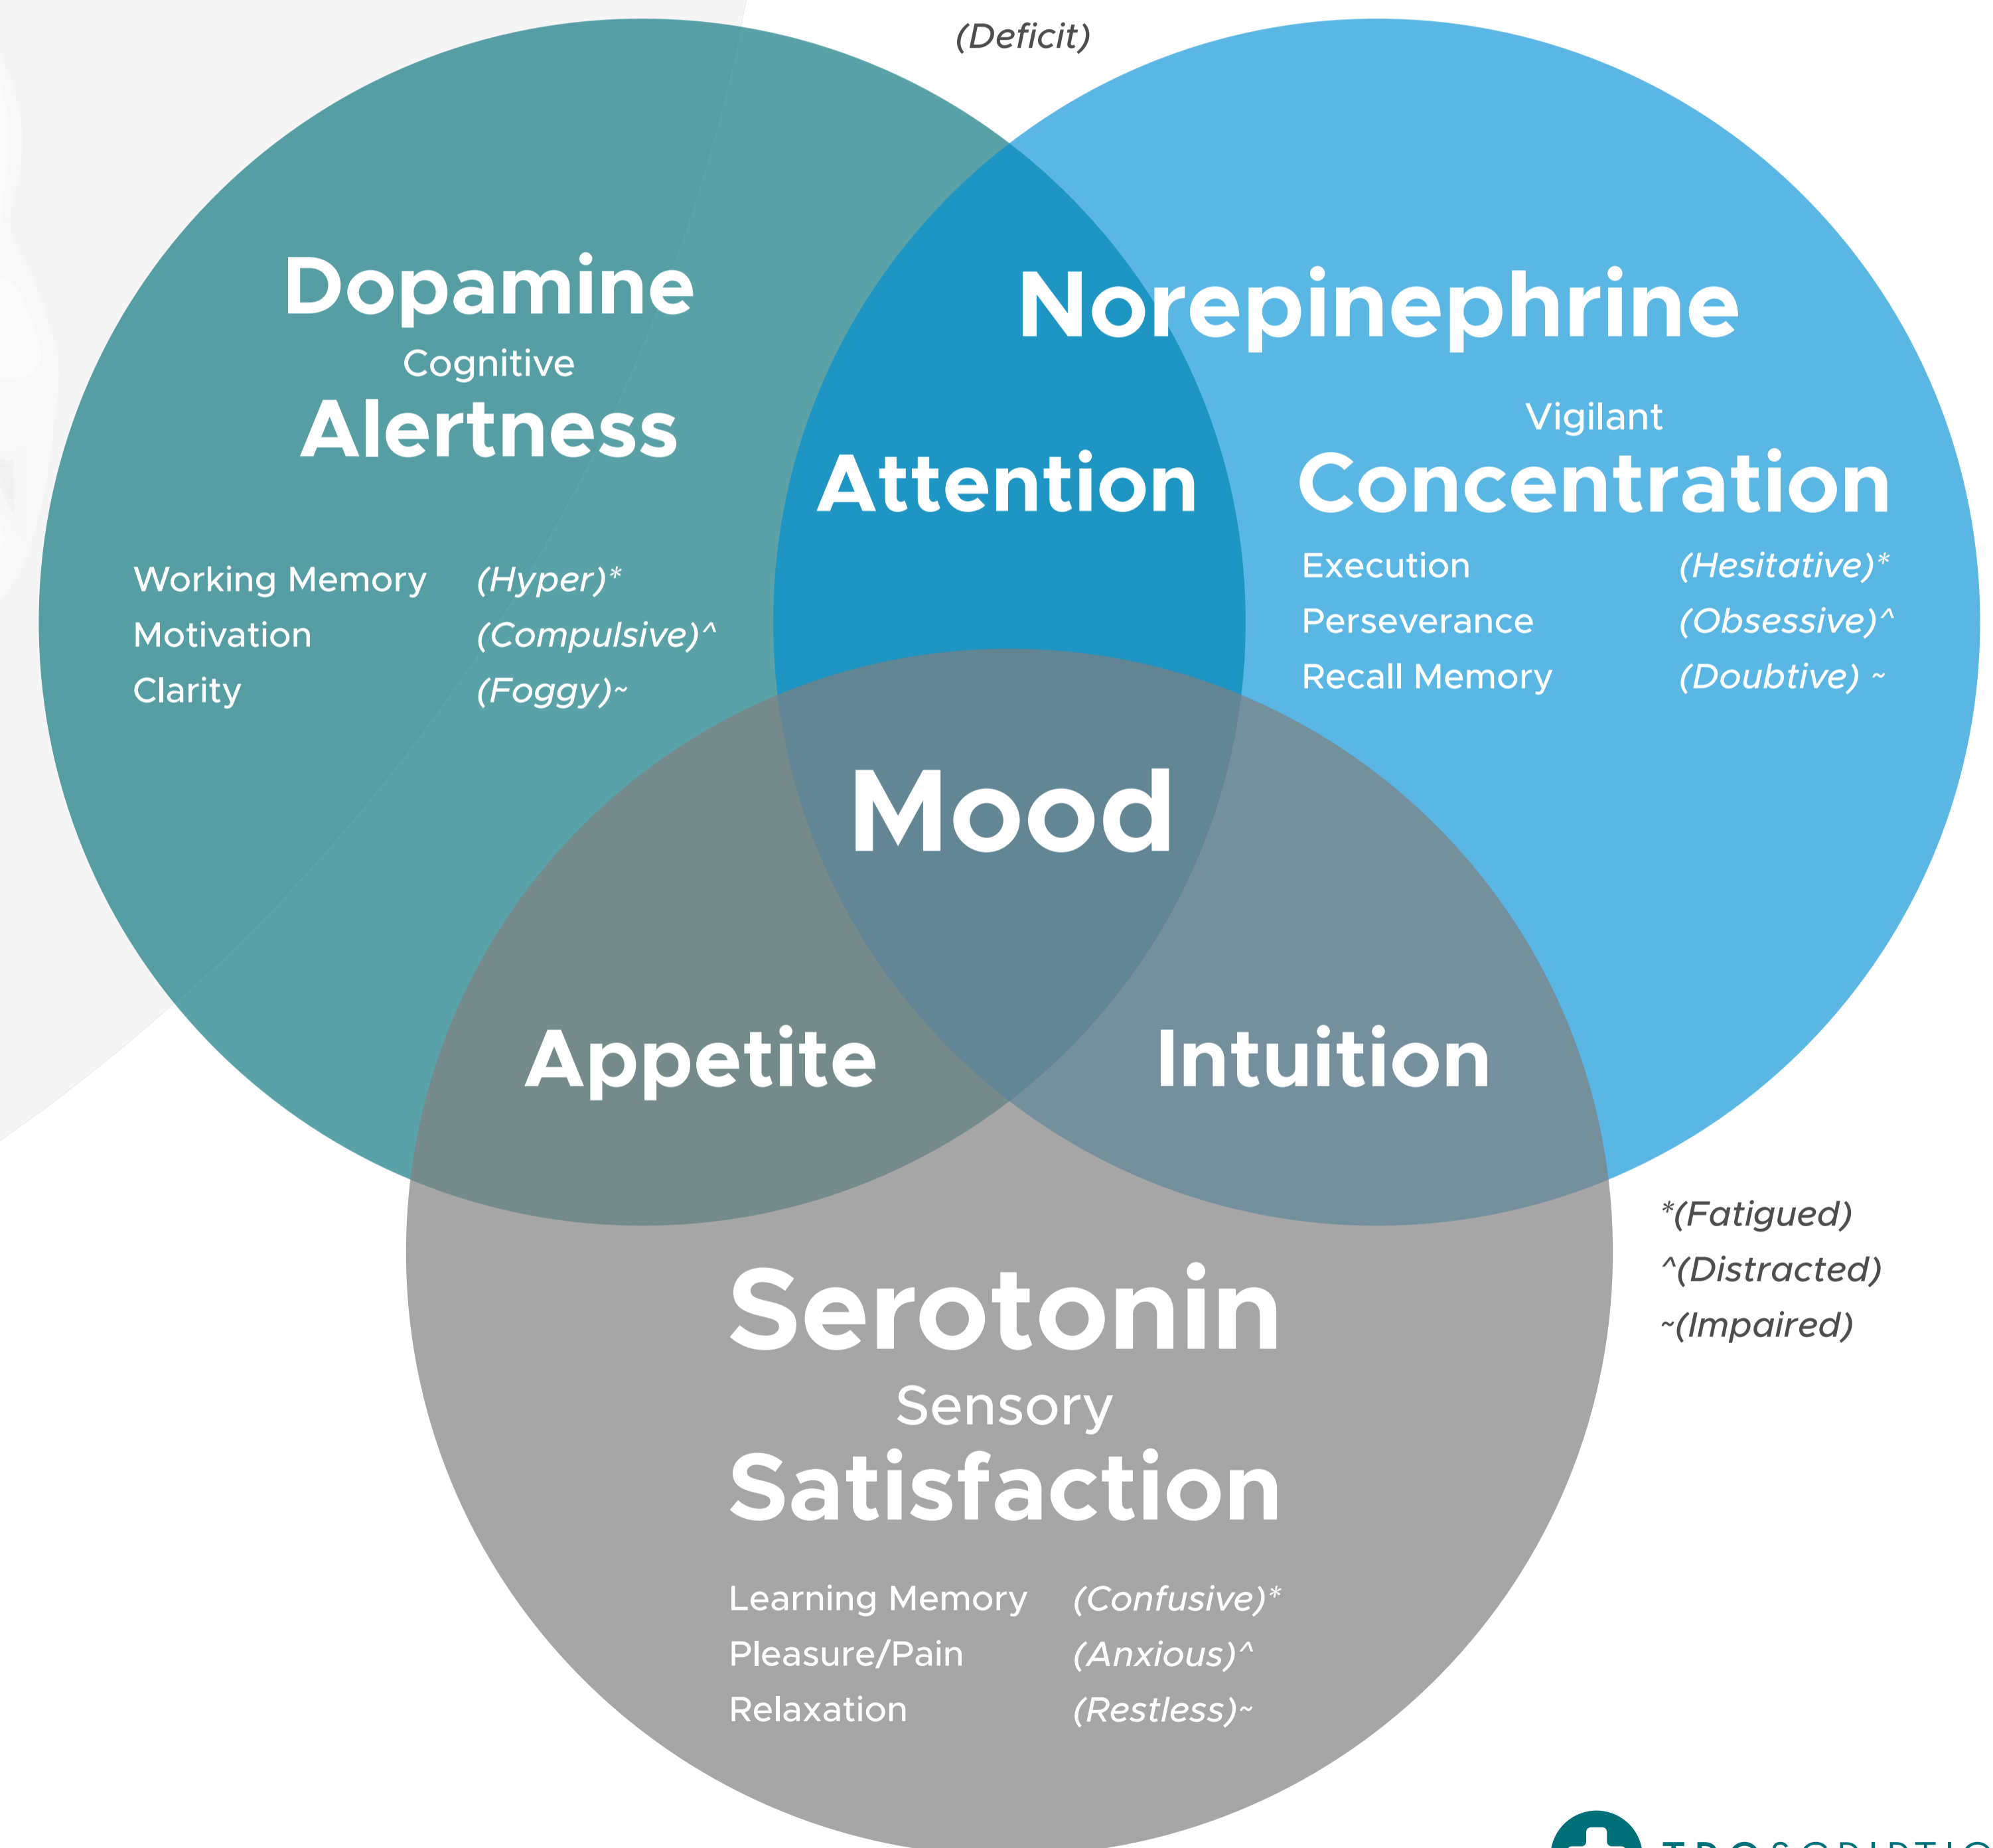 (Deficit)
Dopamine
Cognitive
Alertness
Working Memory (Hyper)*
Motivation (Compulsive)^
Clarity (Foggy)~
Norepinephrine
Vigilant
Concentration
Execution (Hesitative)*
Perseverance (Obsessive)^
Recall Memory (Doubtive) ~
Attention
Mood
Appetite
Intuition
*(Fatigued)
^(Distracted)
~(Impaired)
Serotonin
Sensory
Satisfaction
Learning Memory (Confusive)*
Pleasure/Pain (Anxious)^
Relaxation (Restless)~